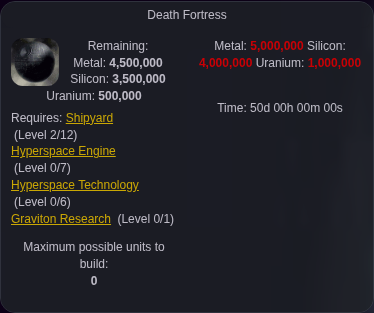 Death Fortress
Remaining:
Metal: 4,500,000
Silicon: 3,500,000
Uranium: 500,000
Requires: Shipyard
(Level 2/12)
Hyperspace Engine
(Level 0/7)
Hyperspace Technology
(Level 0/6)
Graviton Research (Level 0/1)
Maximum possible units to
build:
0
Metal: 5,000,000 Silicon:
4,000,000 Uranium: 1,000,000
Time: 50d 00h 00m 00s